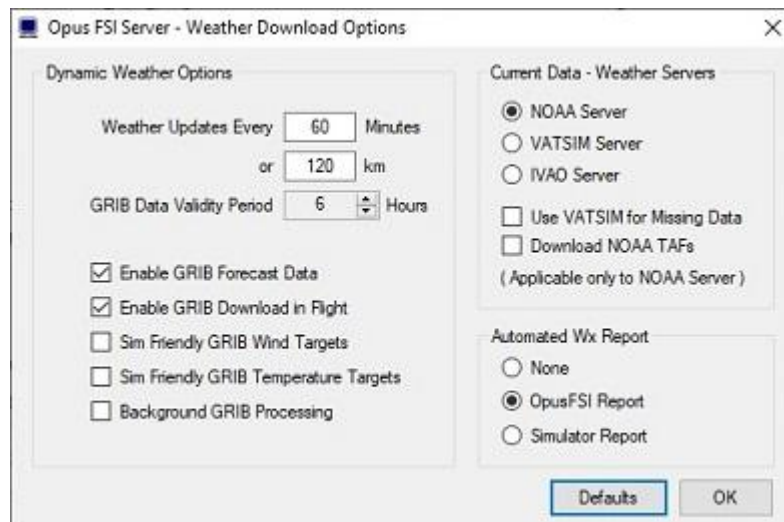 Opus FSI Server - Weather Download Options
Dynamic Weather Options
Weather Updates Every 60 Minutes
or 120 km
GRIB Data Validity Period 6 Hours
Enable GRIB Forecast Data
Enable GRIB Download in Flight
Sim Friendly GRIB Wind Targets
Sim Friendly GRIB Temperature Targets
Background GRIB Processing
Current Data - Weather Servers
NOAA Server
VATSIM Server
IVAO Server
Use VATSIM for Missing Data
Download NOAA TAFs
( Applicable only to NOAA Server )
Automated Wx Report
None
OpusFSI Report
Simulator Report
Defaults OK